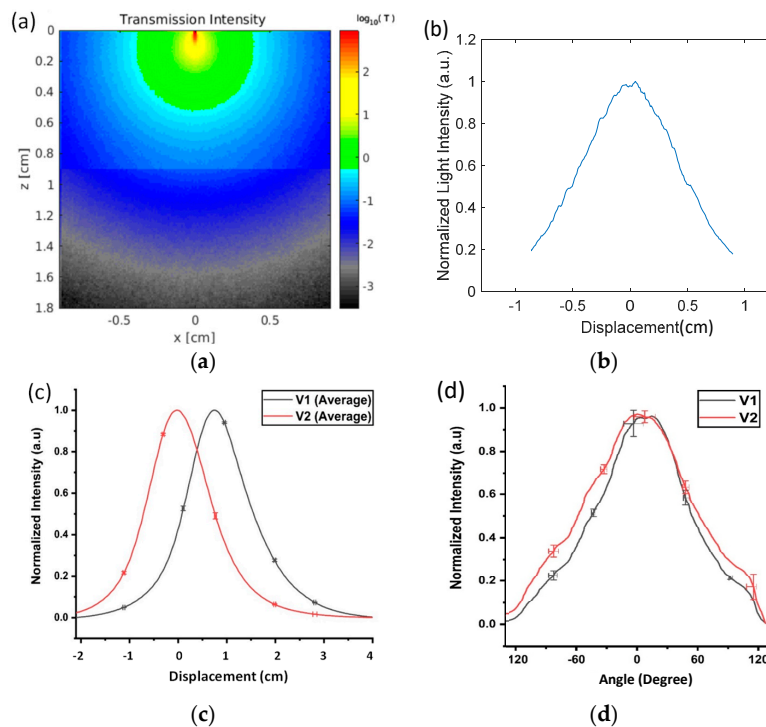 (a)
Transmission Intensity
log10(T)
0
0.2
0.4
0.6
0.8
1
1.2
1.4
1.6
1.8
z [cm]
-0.5
0
0.5
x [cm]
2
1
0
-1
-2
-3
(a)
(b)
1.2
1
0.8
0.6
0.4
0.2
0
Normalized Light Intensity (a.u.)
-1
-0.5
0
0.5
1
Displacement(cm)
(b)
(c)
V1 (Average)
V2 (Average)
1.0
0.8
0.6
0.4
0.2
0.0
Normalized Intensity (a.u)
-2
-1
0
1
2
3
4
Displacement (cm)
(c)
(d)
V1
V2
1.0
0.8
0.6
0.4
0.2
0.0
Normalized Intensity (a.u)
120
-60
0
60
120
Angle (Degree)
(d)